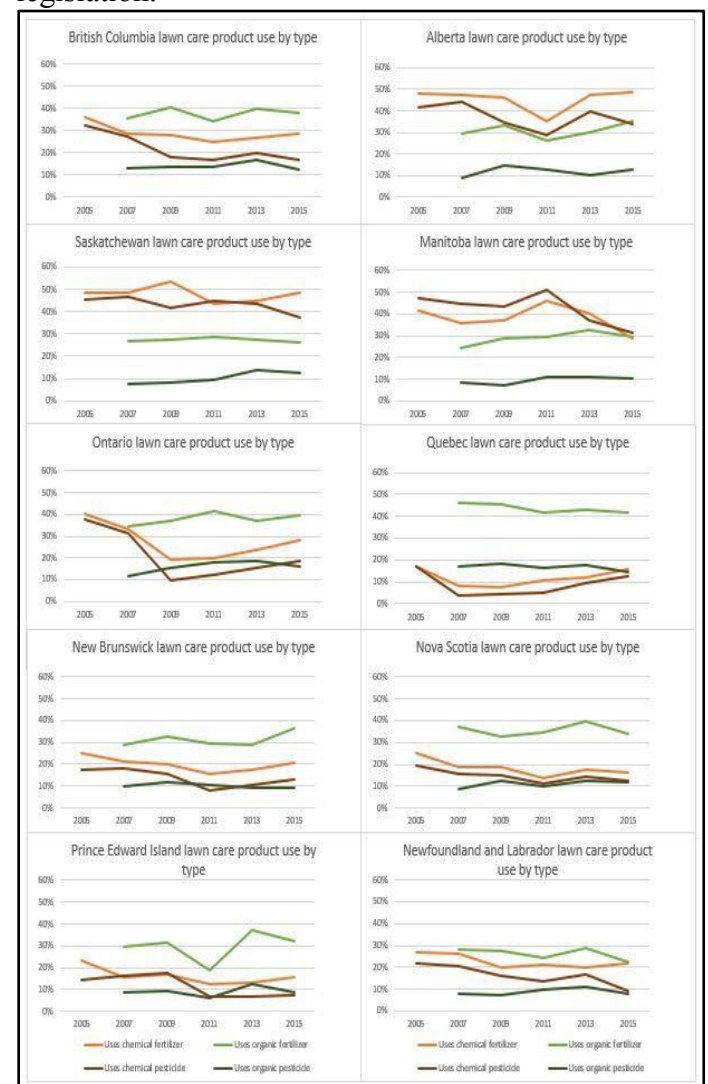 legislation.
British Columbia lawn care product use by type
60%
50%
40%
30%
20%
10%
0%
2005 2007 2009 2011 2013 2015
Alberta lawn care product use by type
60%
50%
40%
30%
20%
10%
0%
2005 2007 2009 2011 2013 2015
Saskatchewan lawn care product use by type
60%
50%
40%
30%
20%
10%
0%
2005 2007 2009 2011 2013 2015
Manitoba lawn care product use by type
60%
50%
40%
30%
20%
10%
0%
2005 2007 2009 2011 2013 2015
Ontario lawn care product use by type
60%
50%
40%
30%
20%
10%
0%
2005 2007 2009 2011 2013 2015
Quebec lawn care product use by type
60%
50%
40%
30%
20%
10%
0%
2005 2007 2009 2011 2013 2015
New Brunswick lawn care product use by type
60%
50%
40%
30%
20%
10%
0%
2005 2007 2009 2011 2013 2015
Nova Scotia lawn care product use by type
60%
50%
40%
30%
20%
10%
0%
2005 2007 2009 2011 2013 2015
Prince Edward Island lawn care product use by
type
60%
50%
40%
30%
20%
10%
0%
2005 2007 2009 2011 2013 2015
Uses chemical fertilizer Uses organic fertilizer
Uses chemical pesticide Uses organic pesticide
Newfoundland and Labrador lawn care product
use by type
60%
50%
40%
30%
20%
10%
0%
2005 2007 2009 2011 2013 2015
Uses chemical fertilizer Uses organic fertilizer
Uses chemical pesticide Uses organic pesticide